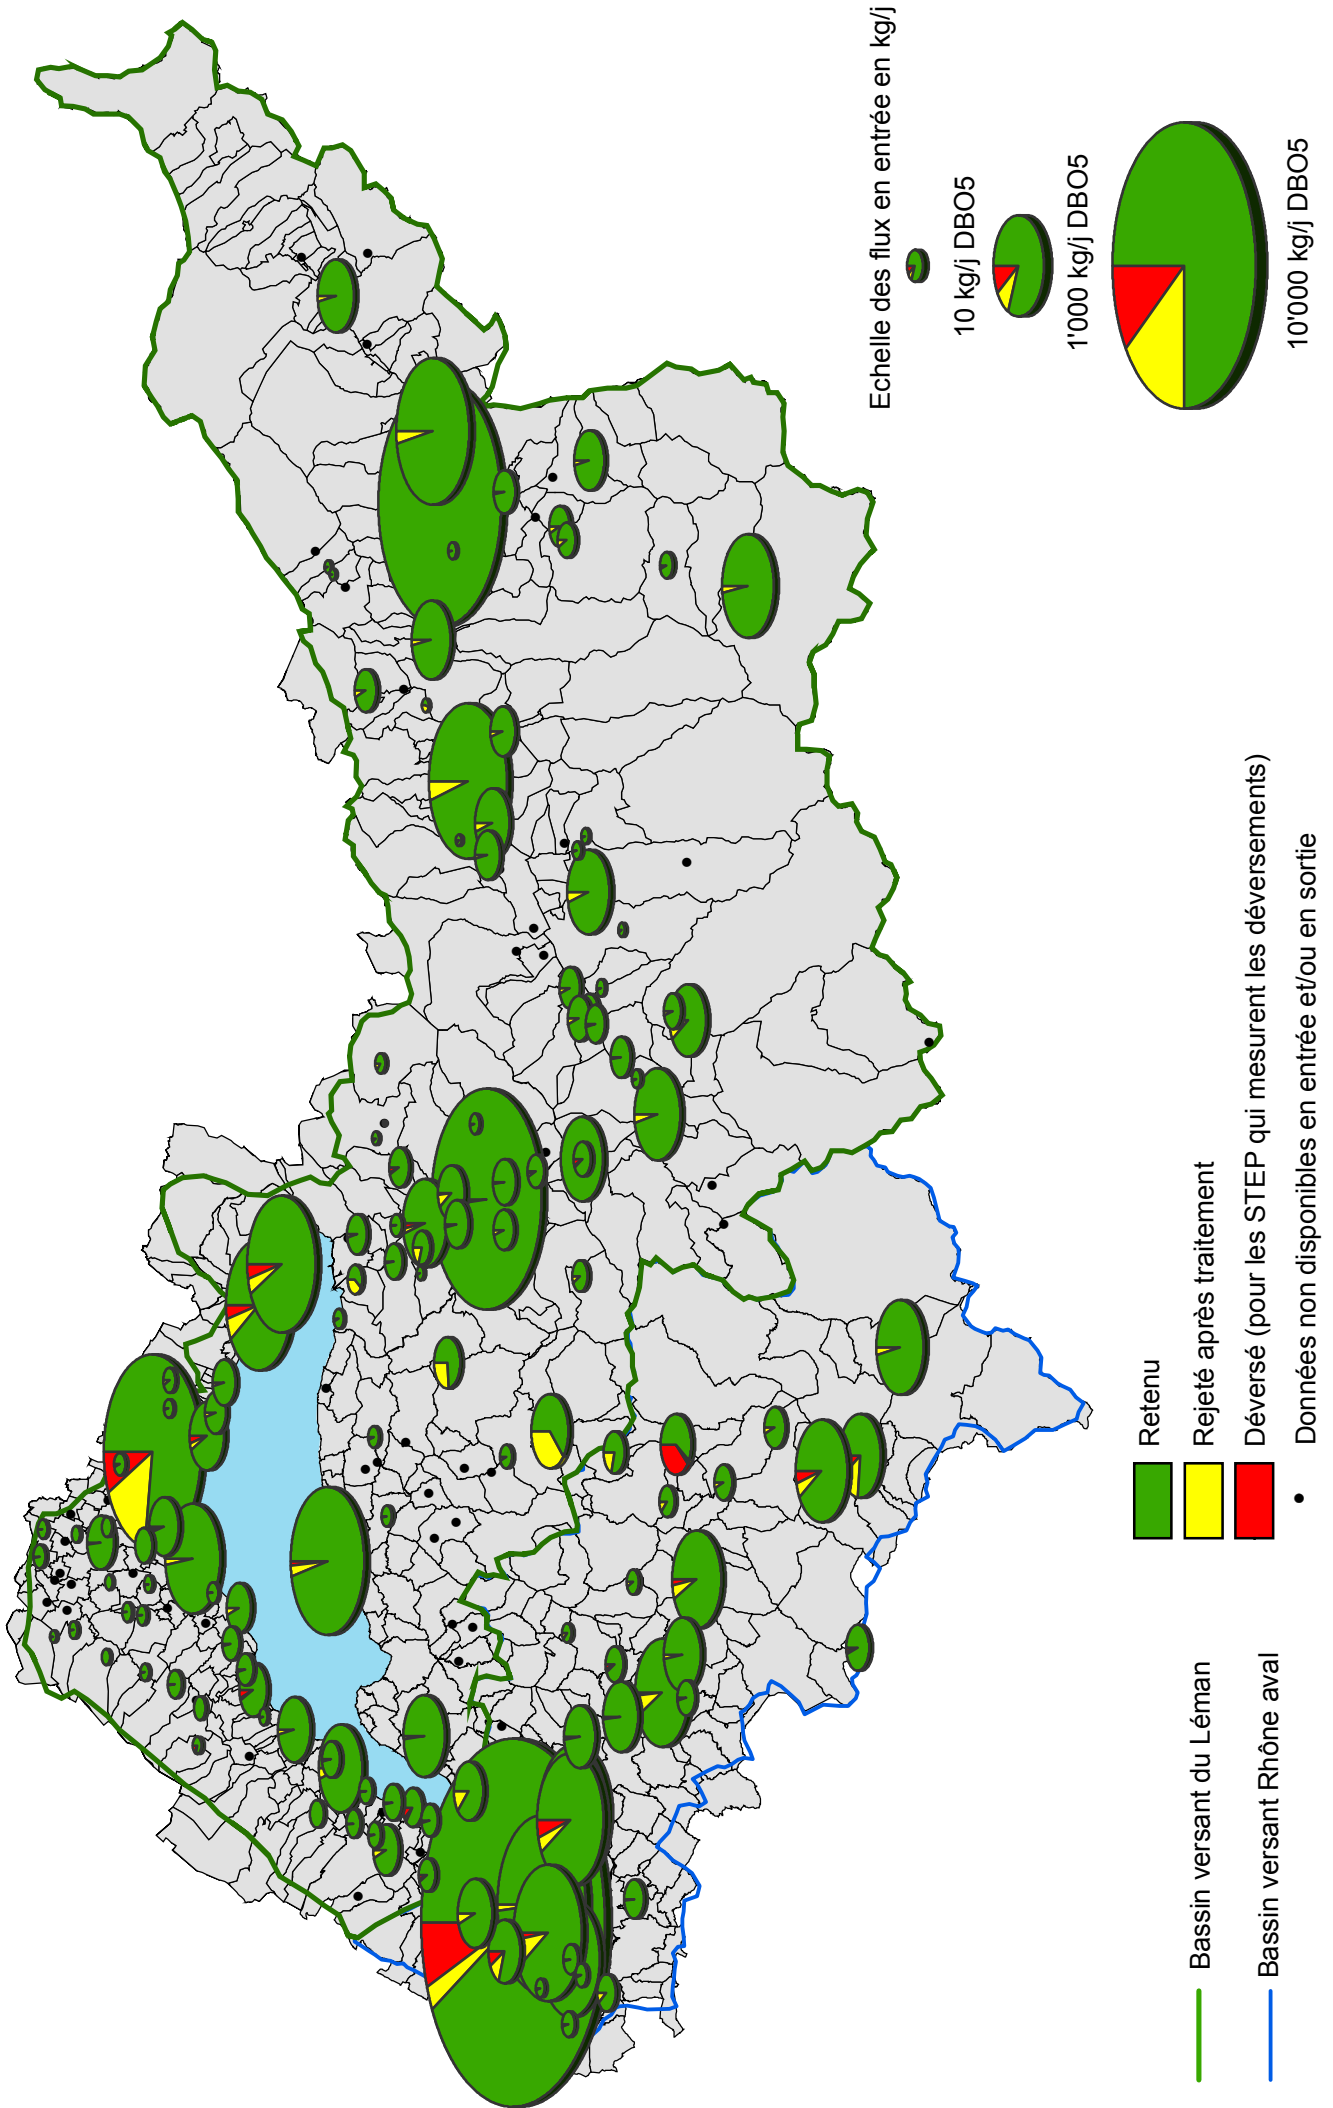 Echelle des flux en entrée en kg/j
10 kg/j DBO5
1'000 kg/j DBO5
10'000 kg/j DBO5
Bassin versant du Léman
Bassin versant Rhône aval
Retenu
Rejeté après traitement
Déversé (pour les STEP qui mesurent les déversements)
Données non disponibles en entrée et/ou en sortie